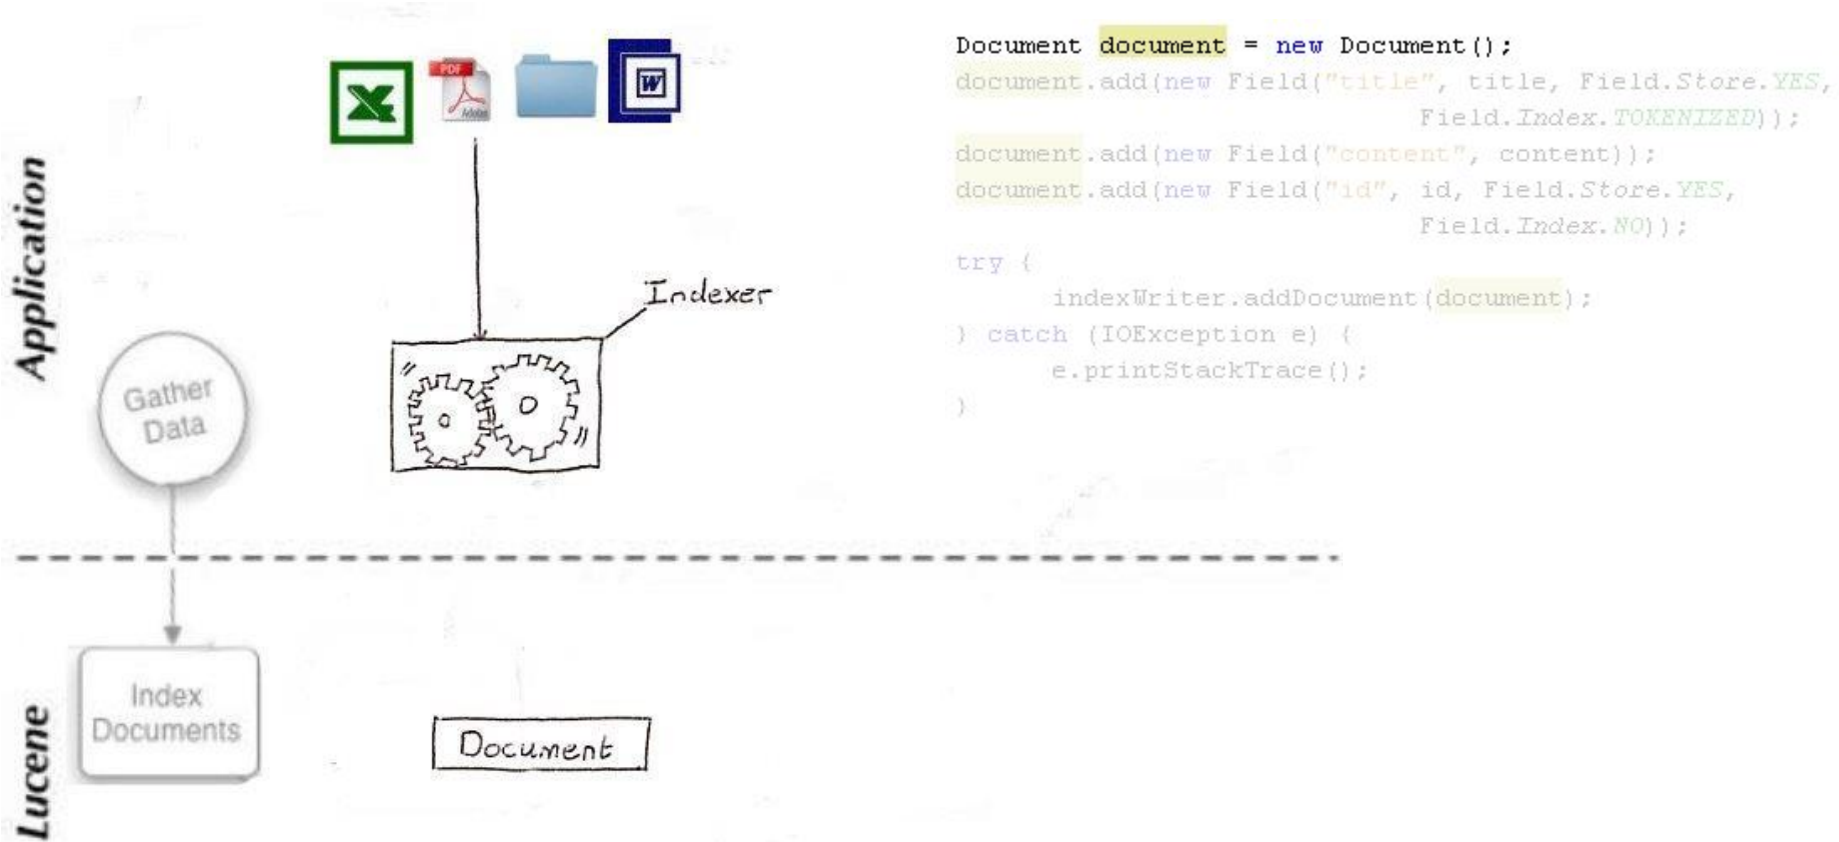 Document document = new Document();
document.add(new Field("title", title, Field.Store.YES,
Field.Index.TOKENIZED));
document.add(new Field("content", content));
document.add(new Field("id", id, Field.Store.YES,
Field.Index.NO));
try {
indexWriter.addDocument(document);
} catch (IOException e) {
e.printStackTrace();
}
PDF
Adobe
W
Application
Indexer
Gather
Data
Lucene
Index
Documents
Document